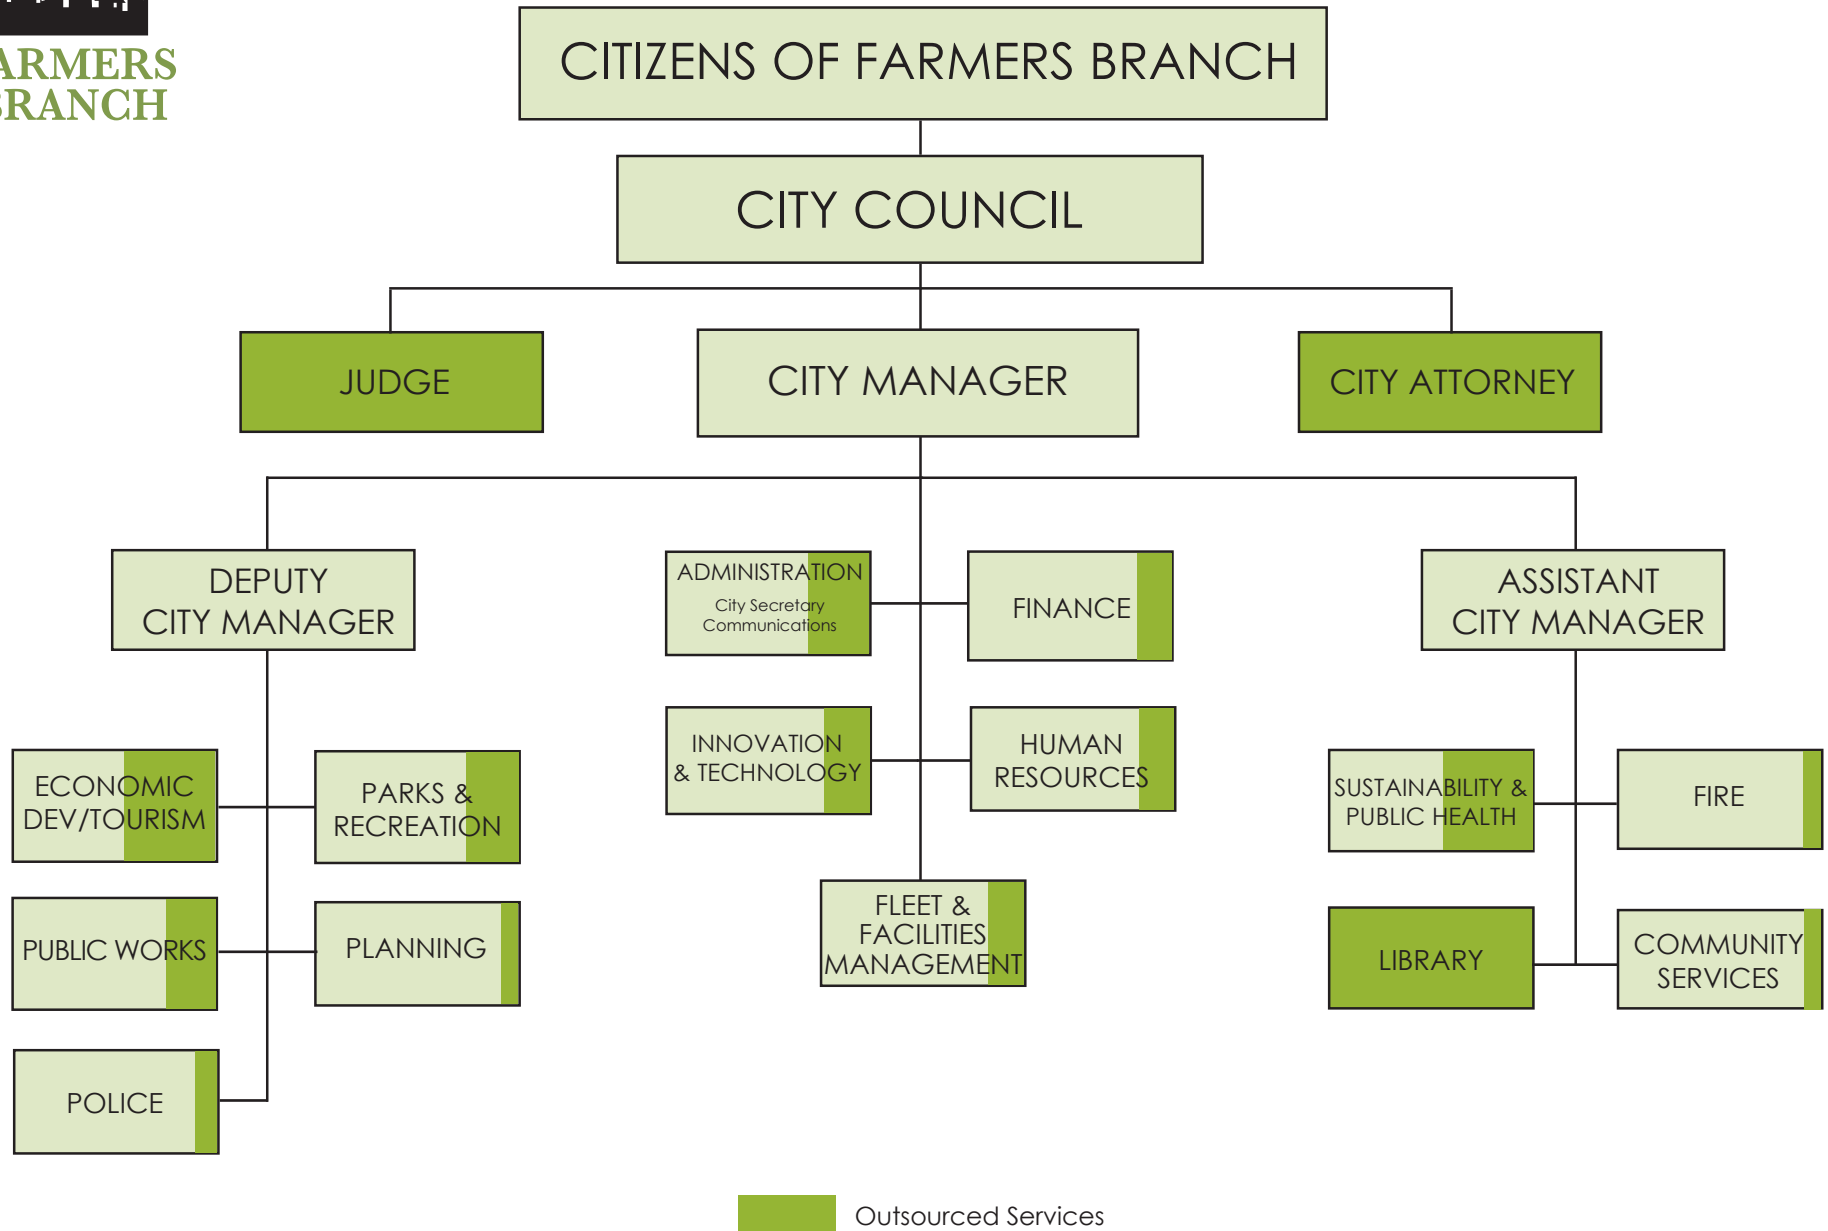 ARMERS
BRANCH
CITIZENS OF FARMERS BRANCH
CITY COUNCIL
JUDGE
CITY MANAGER
CITY ATTORNEY
DEPUTY
CITY MANAGER
ADMINISTRATION
City Secretary
Communications
FINANCE
ASSISTANT
CITY MANAGER
INNOVATION
& TECHNOLOGY
HUMAN
RESOURCES
ECONOMIC
DEV/TOURISM
PARKS &
RECREATION
SUSTAINABILITY &
PUBLIC HEALTH
FIRE
FLEET &
FACILITIES
MANAGEMENT
PUBLIC WORKS
PLANNING
LIBRARY
COMMUNITY
SERVICES
POLICE
Outsourced Services